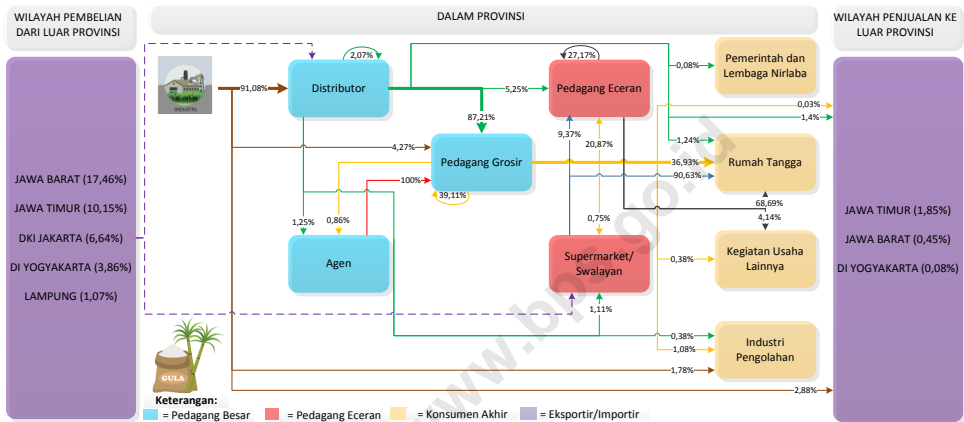 WILAYAH PEMBELIAN
DARI LUAR PROVINSI
DALAM PROVINSI
WILAYAH PENJUALAN KE
LUAR PROVINSI
JAWA BARAT (17,46%)
JAWA TIMUR (10,15%)
DKI JAKARTA (6,64%)
DI YOGYAKARTA (3,86%)
LAMPUNG (1,07%)
INDUSTRI
91,08%
2,07%
Distributor
5,25%
87,21%
27,17%
Pedagang Eceran
0,08%
Pemerintah dan
Lembaga Nirlaba
0,03%
1,4%
4,27%
Pedagang Grosir
9,37%
20,87%
1,24%
36,93%
90,63%
Rumah Tangga
100%
39,11%
0,86%
1,25%
Agen
0,75%
Supermarket/
Swalayan
1,11%
68,69%
4,14%
0,38%
Kegiatan Usaha
Lainnya
0,38%
1,08%
1,78%
Industri
Pengolahan
2,88%
JAWA TIMUR (1,85%)
JAWA BARAT (0,45%)
DI YOGYAKARTA (0,08%)
GULA
Keterangan:
= Pedagang Besar
= Pedagang Eceran
= Konsumen Akhir
= Eksportir/Importir
www.bps.go.id